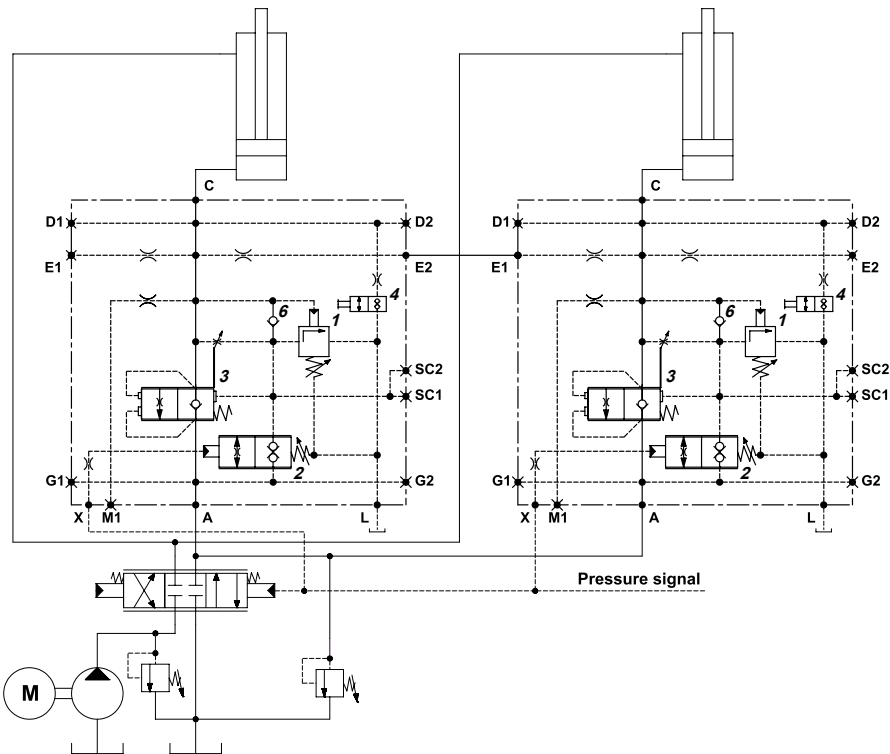 C C
D1 D2 D1 D2
E1 E2 E1 E2
4 4
6 1 6 1
3 SC2 3 SC2
SC1 SC1
G1 2 G2 G1 2 G2
X M1 A L X M1 A L
Pressure signal
M